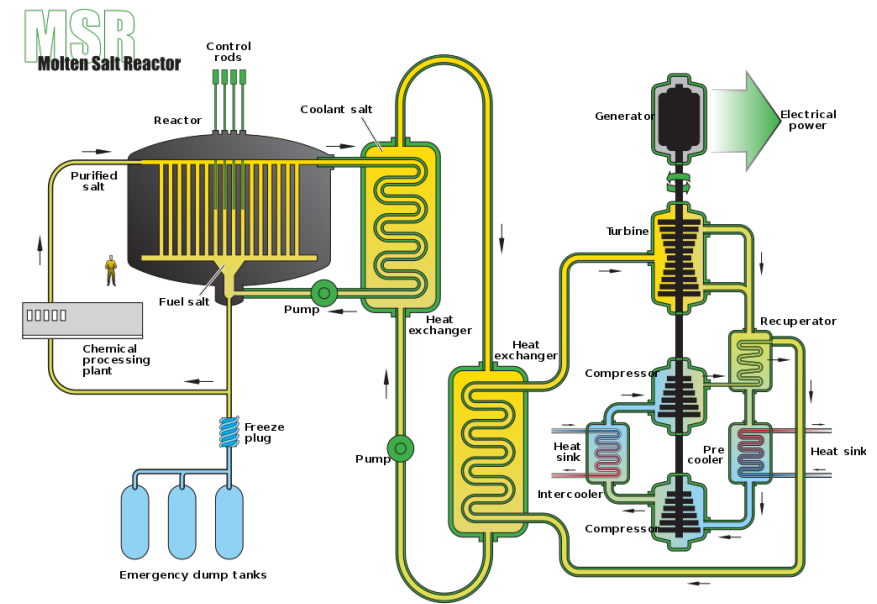 MSR
Molten Salt Reactor
Control
rods
Reactor
Coolant salt
Purified
salt
Fuel salt
Pump
Heat
exchanger
Chemical
processing
plant
Freeze
plug
Emergency dump tanks
Pump
Heat
exchanger
Generator
Electrical
power
Turbine
Recuperator
Compressor
Heat
sink
Pre
cooler
Heat sink
Intercooler
Compressor